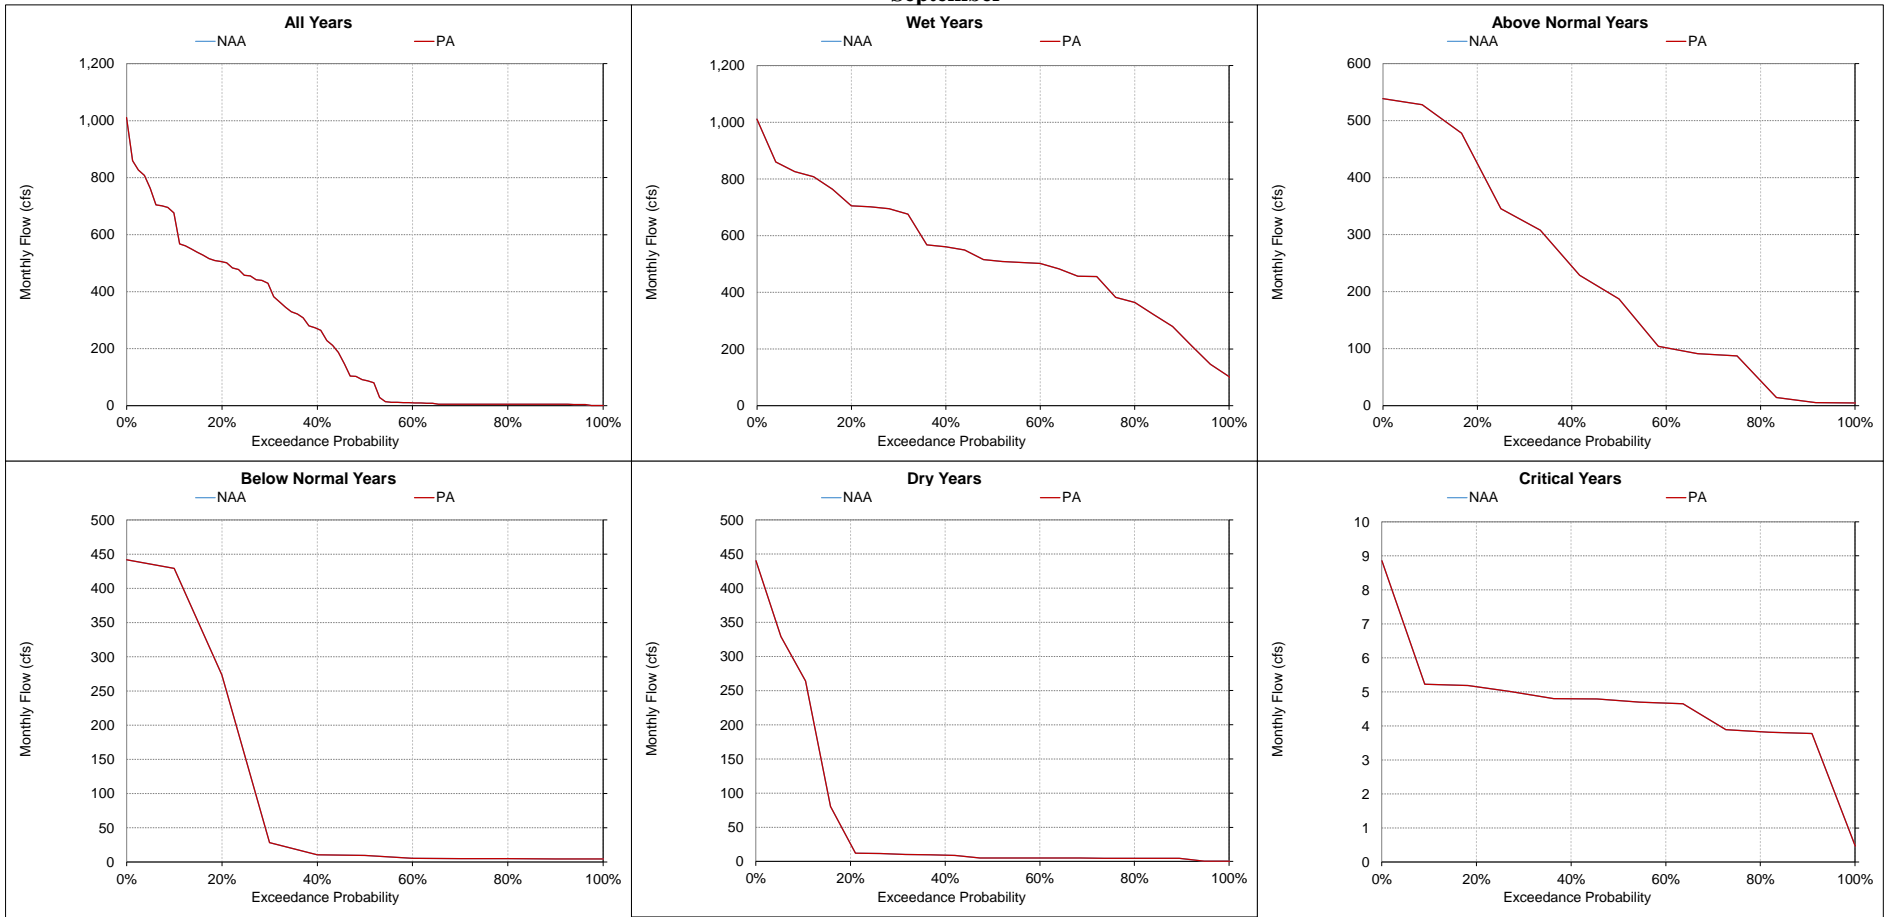 September
All Years
NAA PA
1,200
1,000
800
600
400
200
0
0% 20% 40% 60% 80% 100%
Monthly Flow (cfs)
Exceedance Probability
Wet Years
NAA PA
1,200
1,000
800
600
400
200
0
0% 20% 40% 60% 80% 100%
Monthly Flow (cfs)
Exceedance Probability
Above Normal Years
NAA PA
600
500
400
300
200
100
0
0% 20% 40% 60% 80% 100%
Monthly Flow (cfs)
Exceedance Probability
Below Normal Years
NAA PA
500
450
400
350
300
250
200
150
100
50
0
0% 20% 40% 60% 80% 100%
Monthly Flow (cfs)
Exceedance Probability
Dry Years
NAA PA
500
450
400
350
300
250
200
150
100
50
0
0% 20% 40% 60% 80% 100%
Monthly Flow (cfs)
Exceedance Probability
Critical Years
NAA PA
10
9
8
7
6
5
4
3
2
1
0
0% 20% 40% 60% 80% 100%
Monthly Flow (cfs)
Exceedance Probability